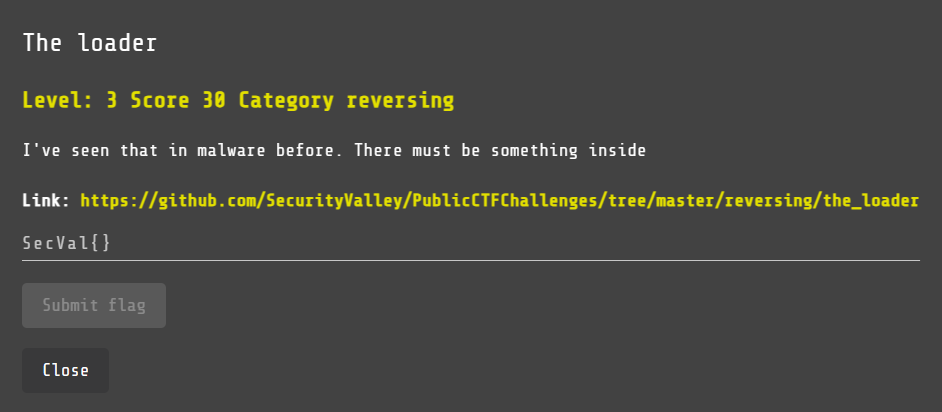 The loader
Level: 3 Score 30 Category reversing
I've seen that in malware before. There must be something inside
Link: https://github.com/SecurityValley/PublicCTFChallenges/tree/master/reversing/the_loader
SecVal{}
Submit flag
Close